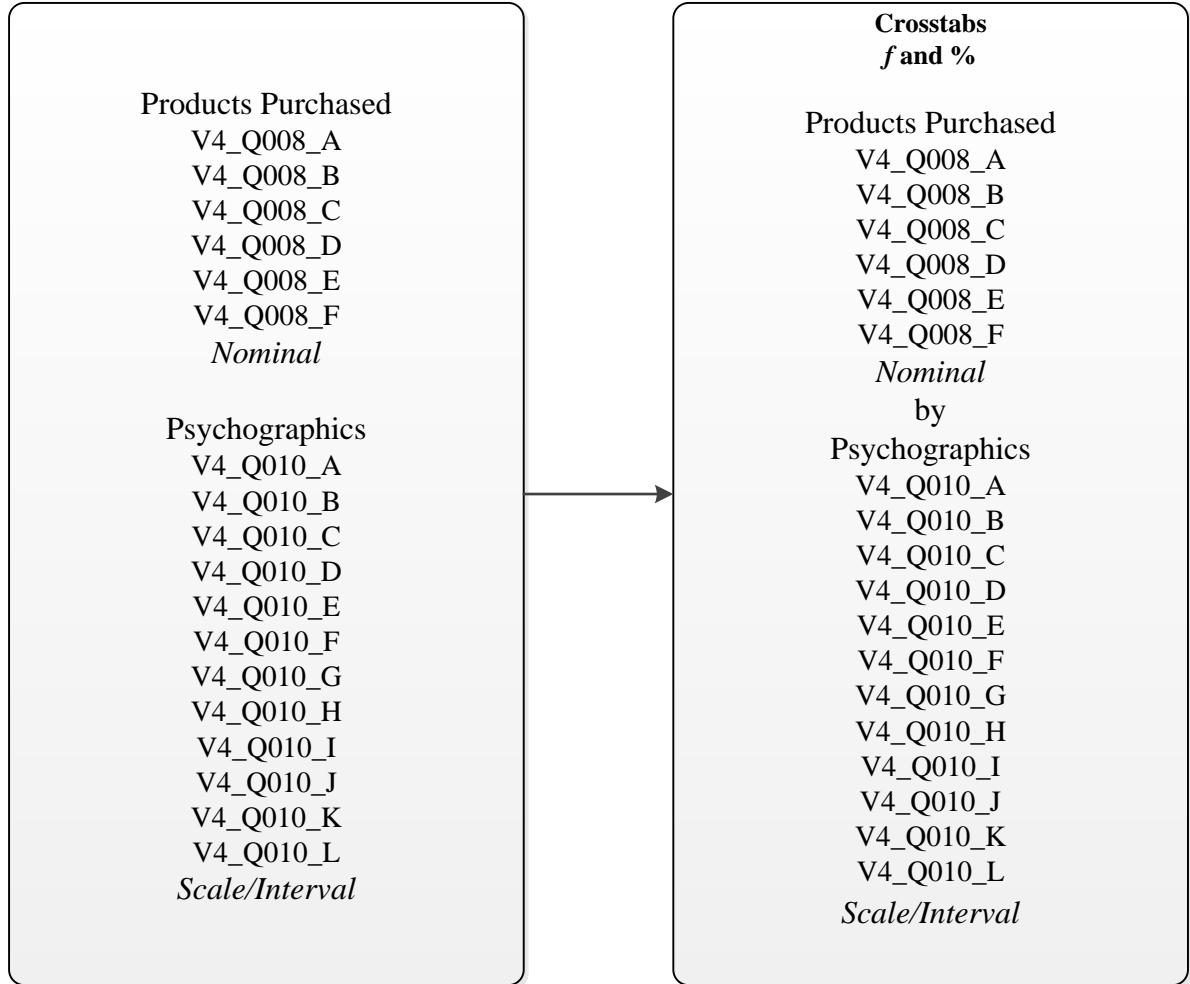 Products Purchased
V4_Q008_A
V4_Q008_B
V4_Q008_C
V4_Q008_D
V4_Q008_E
V4_Q008_F
Nominal
Psychographics
V4_Q010_A
V4_Q010_B
V4_Q010_C
V4_Q010_D
V4_Q010_E
V4_Q010_F
V4_Q010_G
V4_Q010_H
V4_Q010_I
V4_Q010_J
V4_Q010_K
V4_Q010_L
Scale/Interval
Crosstabs
f and %
Products Purchased
V4_Q008_A
V4_Q008_B
V4_Q008_C
V4_Q008_D
V4_Q008_E
V4_Q008_F
Nominal
by
Psychographics
V4_Q010_A
V4_Q010_B
V4_Q010_C
V4_Q010_D
V4_Q010_E
V4_Q010_F
V4_Q010_G
V4_Q010_H
V4_Q010_I
V4_Q010_J
V4_Q010_K
V4_Q010_L
Scale/Interval